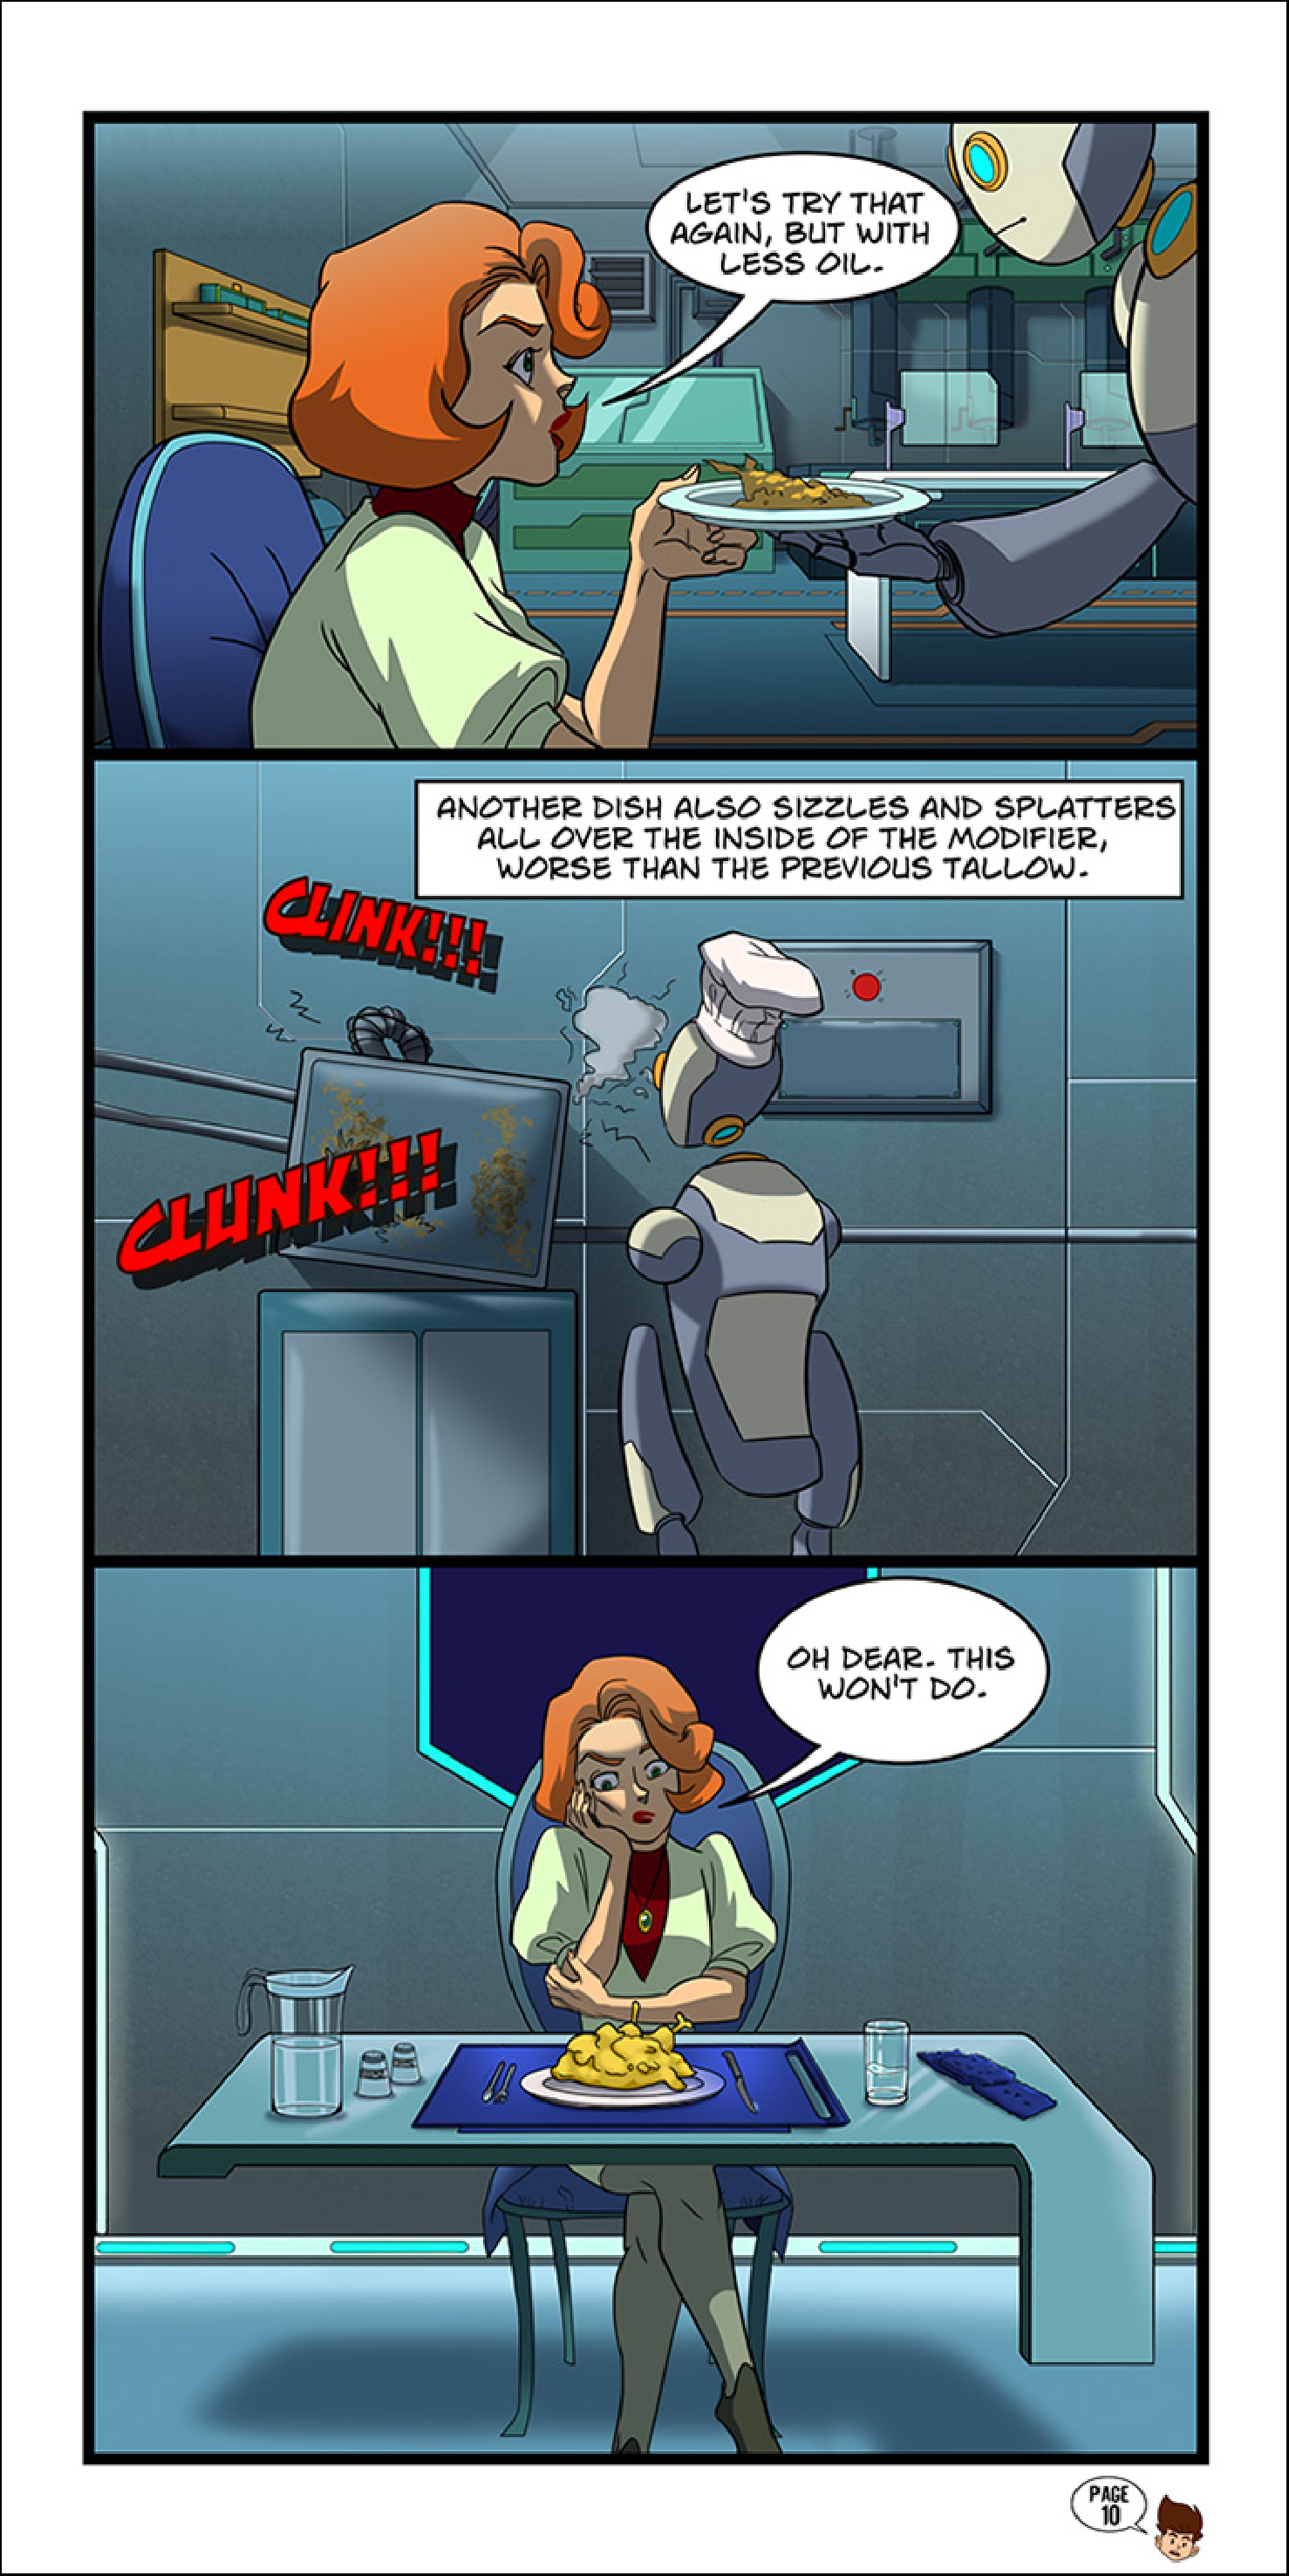 LET'S TRY THAT
AGAIN, BUT WITH
LESS OIL.
ANOTHER DISH ALSO SIZZLES AND SPLATTERS
ALL OVER THE INSIDE OF THE MODIFIER,
WORSE THAN THE PREVIOUS TALLOW.
CLINK!!!
CLUNK!!!
OH DEAR. THIS
WON'T DO.
PAGE
10